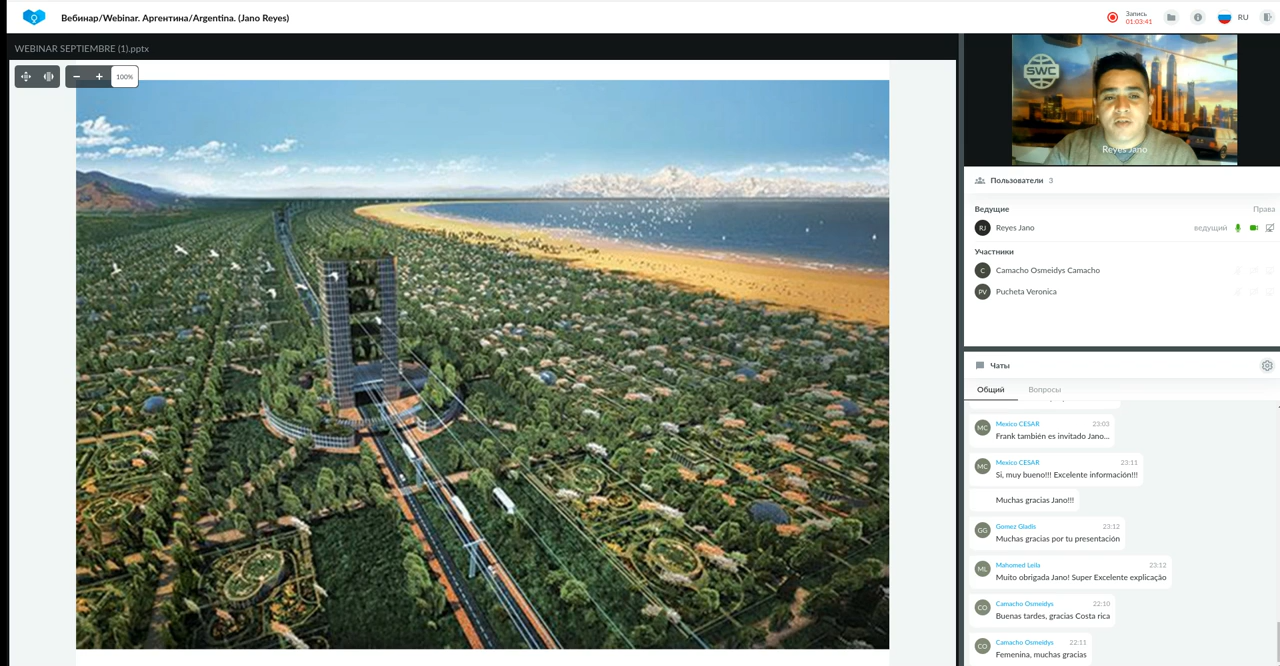 Вебинар/Webinar. Аргентина/Argentina. (Jano Reyes)
Запись
01:03:41
RU
WEBINAR SEPTIEMBRE (1).pptx
100%
SWC
Reyes Jano
Пользователи 3
Ведущие Права
RJ Reyes Jano ведущий
Участники
C Camacho Osmeidys Camacho
PV Pucheta Veronica
Чаты
Общий Вопросы
MC Mexico CESAR 23:03
Frank también es invitado Jano...
MC Mexico CESAR 23:11
Si, muy bueno!!! Excelente información!!!
Muchas gracias Jano!!!
GG Gomez Gladis 23:12
Muchas gracias por tu presentación
ML Mahomed Leila 23:12
Muito obrigada Jano! Super Excelente explicação
CO Camacho Osmeidys 22:10
Buenas tardes, gracias Costa rica
CO Camacho Osmeidys 22:11
Femenina, muchas gracias